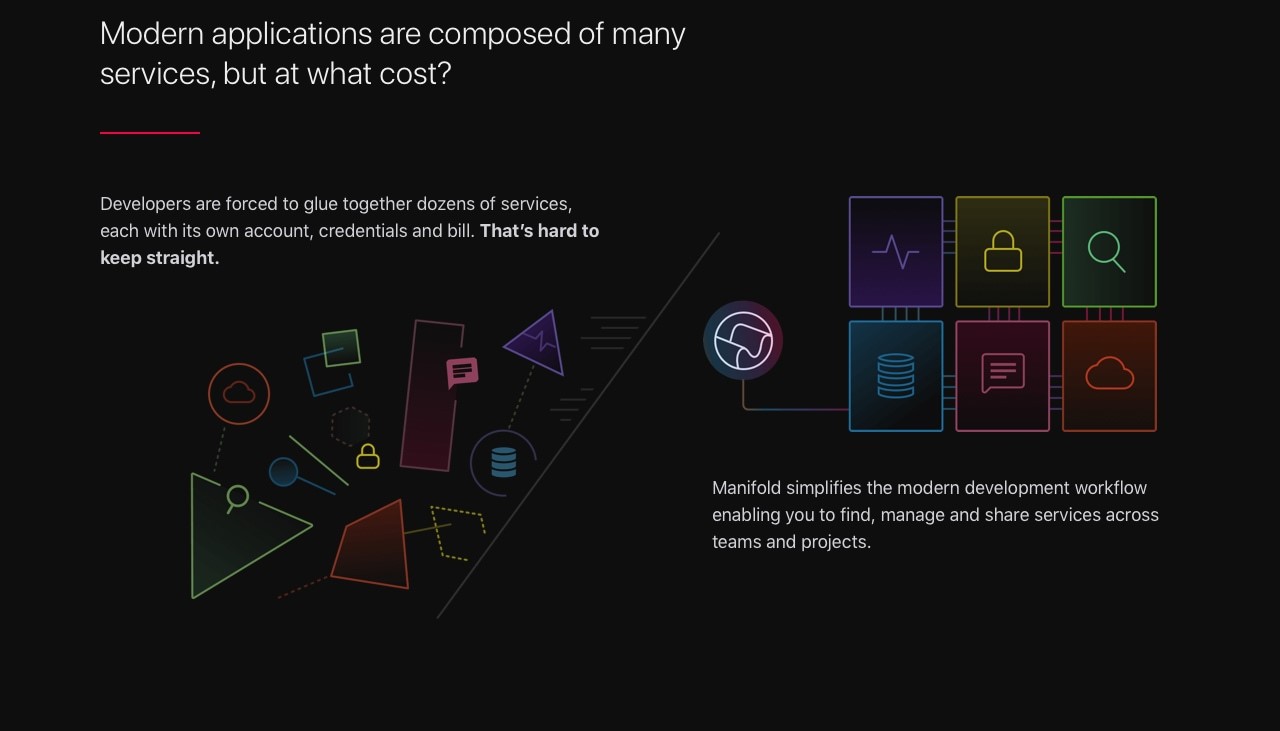 Modern applications are composed of many
services, but at what cost?
Developers are forced to glue together dozens of services,
each with its own account, credentials and bill. That’s hard to
keep straight.
Manifold simplifies the modern development workflow
enabling you to find, manage and share services across
teams and projects.